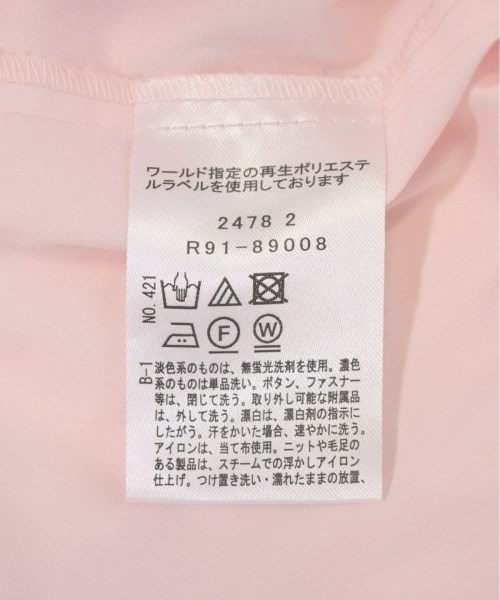 ワールド指定の再生ポリエステ
ルラベルを使用しております
2478 2
R91-89008
NO.421
F
W
B-1
淡色系のものは、無蛍光洗剤を使用。濃色
系のものは単品洗い。ボタン、ファスナー
等は、閉じて洗う。取り外し可能な附属品
は、外して洗う。漂白は、漂白剤の指示に
したがう。汗をかいた場合、速やかに洗う。
アイロンは、当て布使用。ニットや毛足の
ある製品は、スチームでの浮かしアイロン
仕上げ。つけ置き洗い・濡れたままの放置、